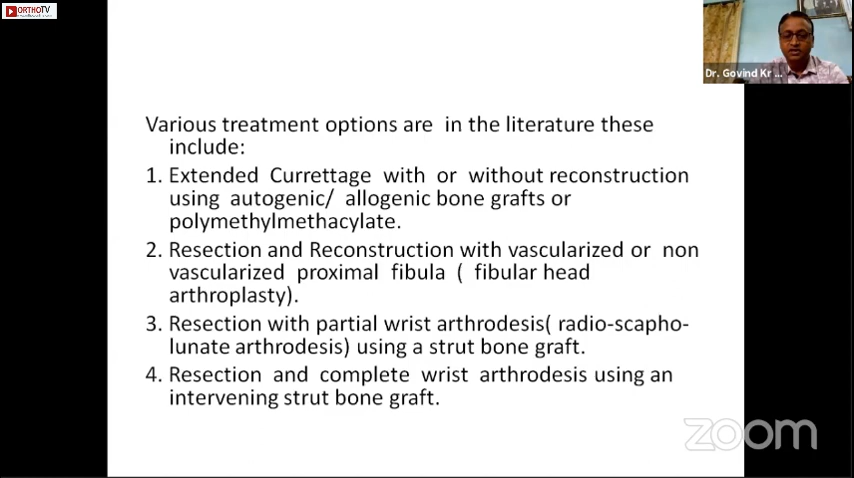 ORTHOTV
Dr. Govind Kr ...
Various treatment options are in the literature these
include:
1. Extended Currettage with or without reconstruction
using autogenic/ allogenic bone grafts or
polymethylmethacylate.
2. Resection and Reconstruction with vascularized or non
vascularized proximal fibula ( fibular head
arthroplasty).
3. Resection with partial wrist arthrodesis( radio-scapho-
lunate arthrodesis) using a strut bone graft.
4. Resection and complete wrist arthrodesis using an
intervening strut bone graft.
zoom